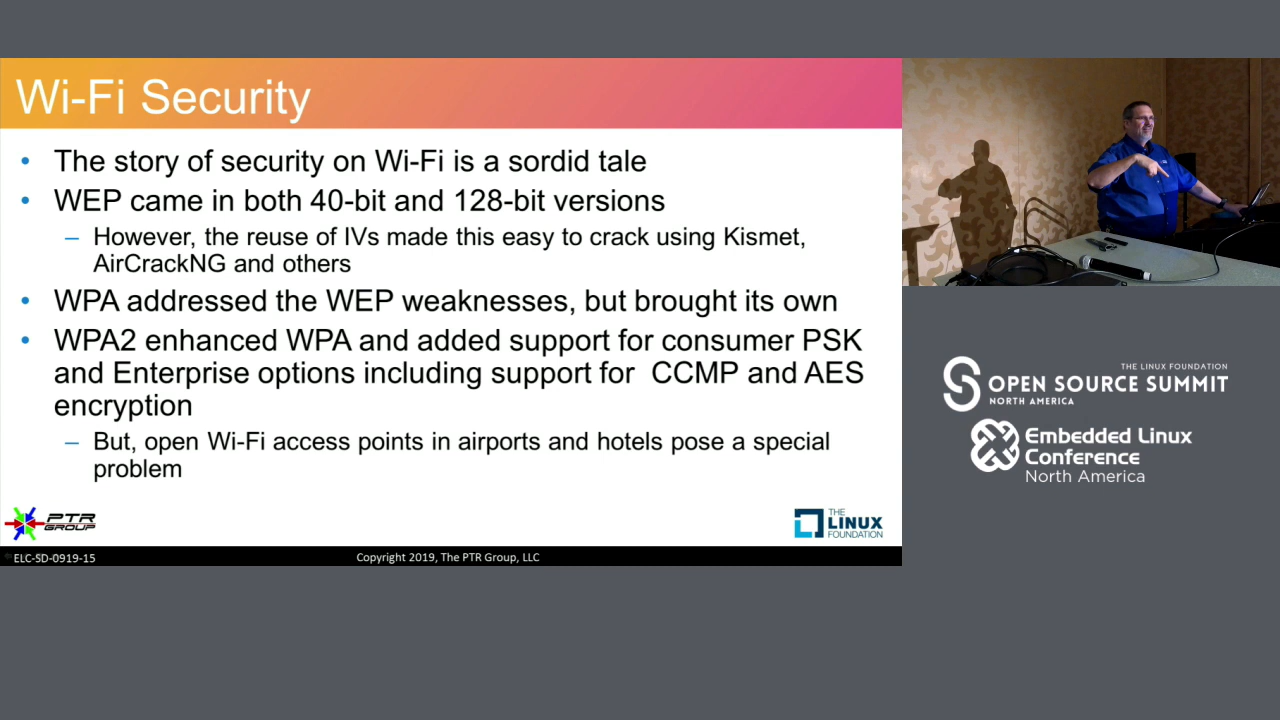 Wi-Fi Security
• The story of security on Wi-Fi is a sordid tale
• WEP came in both 40-bit and 128-bit versions
– However, the reuse of IVs made this easy to crack using Kismet,
AirCrackNG and others
• WPA addressed the WEP weaknesses, but brought its own
• WPA2 enhanced WPA and added support for consumer PSK
and Enterprise options including support for CCMP and AES
encryption
– But, open Wi-Fi access points in airports and hotels pose a special
problem
PTR
GROUP
THE
LINUX
FOUNDATION
ELC-SD-0919-15
Copyright 2019, The PTR Group, LLC
THE LINUX FOUNDATION
OPEN SOURCE SUMMIT
NORTH AMERICA
Embedded Linux
Conference
North America